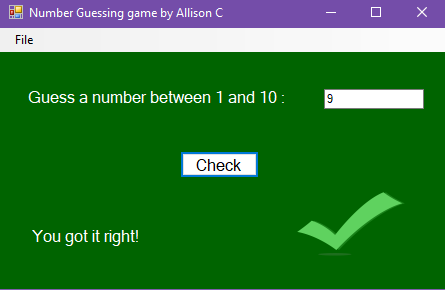 Number Guessing game by Allison C
File
Guess a number between 1 and 10 : 9
Check
You got it right!